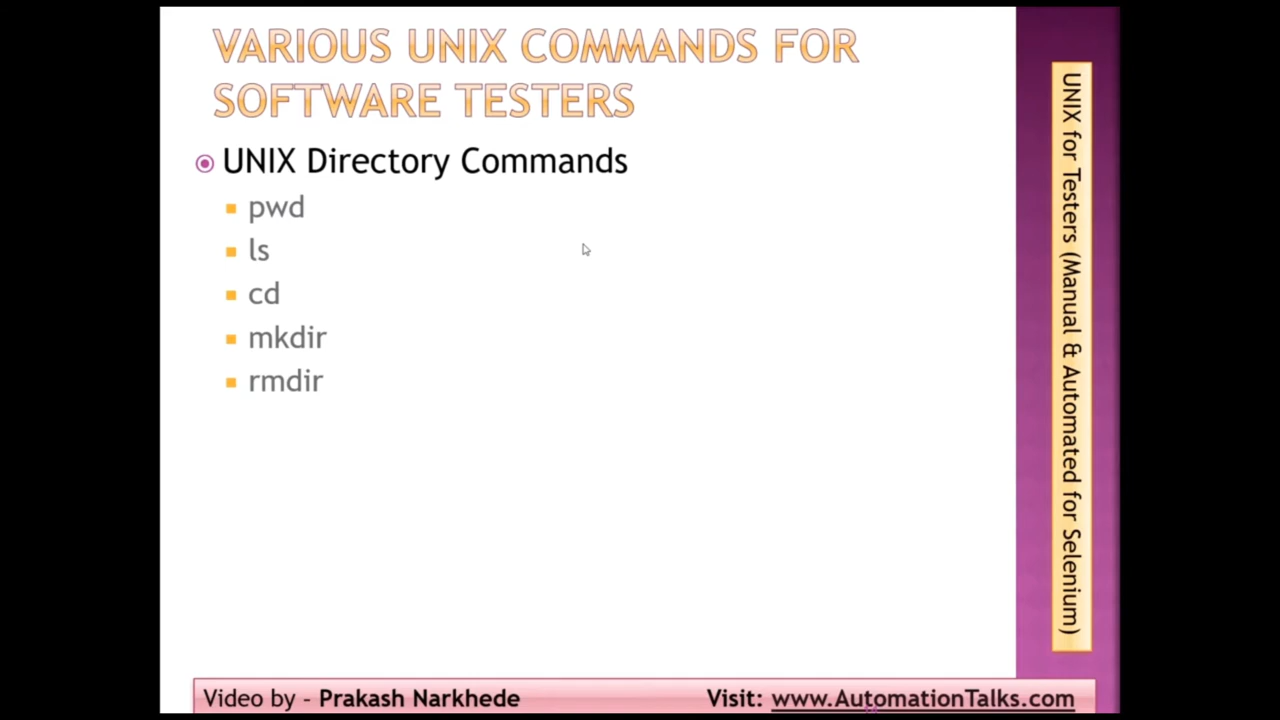 VARIOUS UNIX COMMANDS FOR
SOFTWARE TESTERS
UNIX Directory Commands
pwd
ls
cd
mkdir
rmdir
UNIX for Testers (Manual & Automated for Selenium)
Video by - Prakash Narkhede
Visit: www.AutomationTalks.com